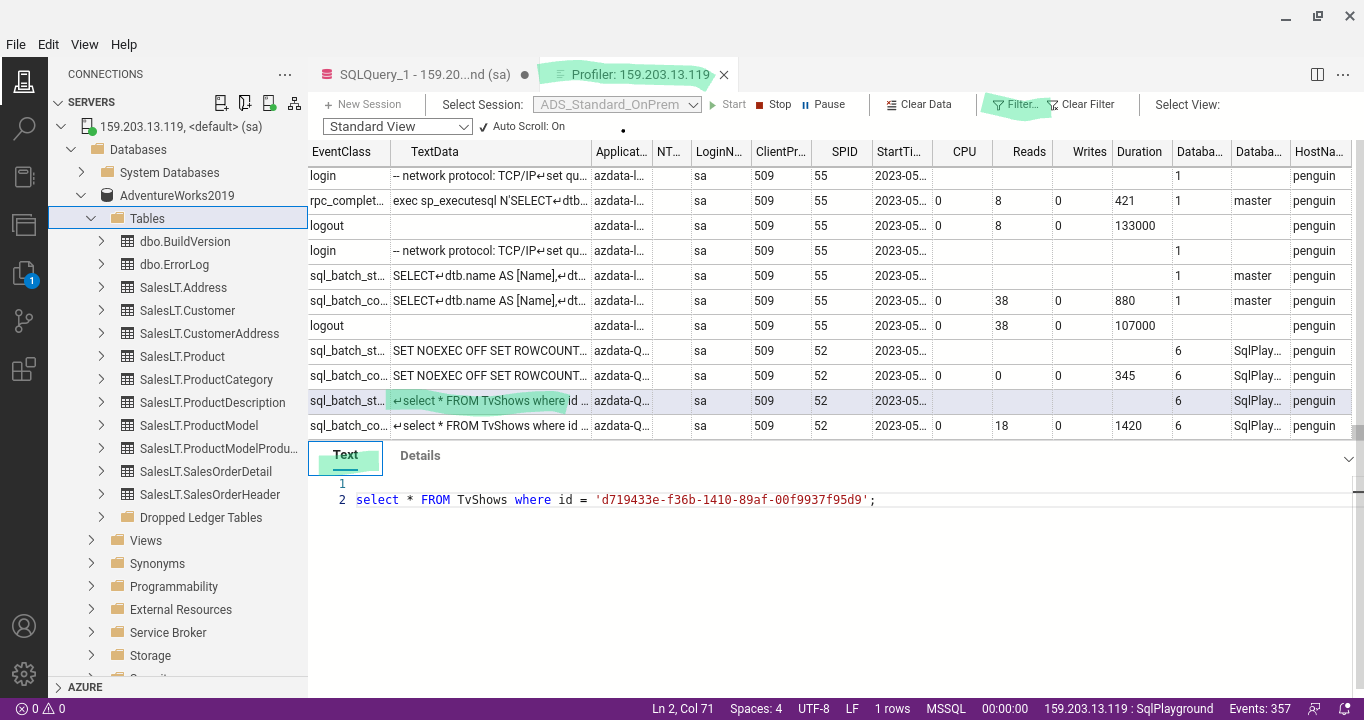 File Edit View Help
CONNECTIONS ···
SQLQuery_1 - 159.20...nd (sa) ●
Profiler: 159.203.13.119
SERVERS
159.203.13.119, <default> (sa)
Databases
System Databases
AdventureWorks2019
Tables
dbo.BuildVersion
dbo.ErrorLog
SalesLT.Address
SalesLT.Customer
SalesLT.CustomerAddress
SalesLT.Product
SalesLT.ProductCategory
SalesLT.ProductDescription
SalesLT.ProductModel
SalesLT.ProductModelProdu...
SalesLT.SalesOrderDetail
SalesLT.SalesOrderHeader
Dropped Ledger Tables
Views
Synonyms
Programmability
External Resources
Service Broker
Storage
AZURE
1
New Session Select Session: ADS_Standard_OnPrem Start Stop Pause Clear Data Filter... Clear Filter Select View:
Standard View Auto Scroll: On
EventClass TextData Applicat... NT... LoginN... ClientPr... SPID StartTi... CPU Reads Writes Duration Databa... Databa... HostNa...
login -- network protocol: TCP/IP↵set qu... azdata-l... sa 509 55 2023-05... 1 penguin
rpc_complet... exec sp_executesql N'SELECT↵dtb... azdata-l... sa 509 55 2023-05... 0 8 0 421 1 master penguin
logout azdata-l... sa 509 55 2023-05... 0 8 0 133000 penguin
login -- network protocol: TCP/IP↵set qu... azdata-l... sa 509 55 2023-05... 1 penguin
sql_batch_st... SELECT↵dtb.name AS [Name],↵dt... azdata-l... sa 509 55 2023-05... 1 master penguin
sql_batch_co... SELECT↵dtb.name AS [Name],↵dt... azdata-l... sa 509 55 2023-05... 0 38 0 880 1 master penguin
logout azdata-l... sa 509 55 2023-05... 0 38 0 107000 penguin
sql_batch_st... SET NOEXEC OFF SET ROWCOUNT... azdata-Q... sa 509 52 2023-05... 6 SqlPlay... penguin
sql_batch_co... SET NOEXEC OFF SET ROWCOUNT... azdata-Q... sa 509 52 2023-05... 0 0 0 345 6 SqlPlay... penguin
sql_batch_st... ↵select * FROM TvShows where id ... azdata-Q... sa 509 52 2023-05... 6 SqlPlay... penguin
sql_batch_co... ↵select * FROM TvShows where id ... azdata-Q... sa 509 52 2023-05... 0 18 0 1420 6 SqlPlay... penguin
Text Details
1
2 select * FROM TvShows where id = 'd719433e-f36b-1410-89af-00f9937f95d9';
0 0 Ln 2, Col 71 Spaces: 4 UTF-8 LF 1 rows MSSQL 00:00:00 159.203.13.119 : SqlPlayground Events: 357